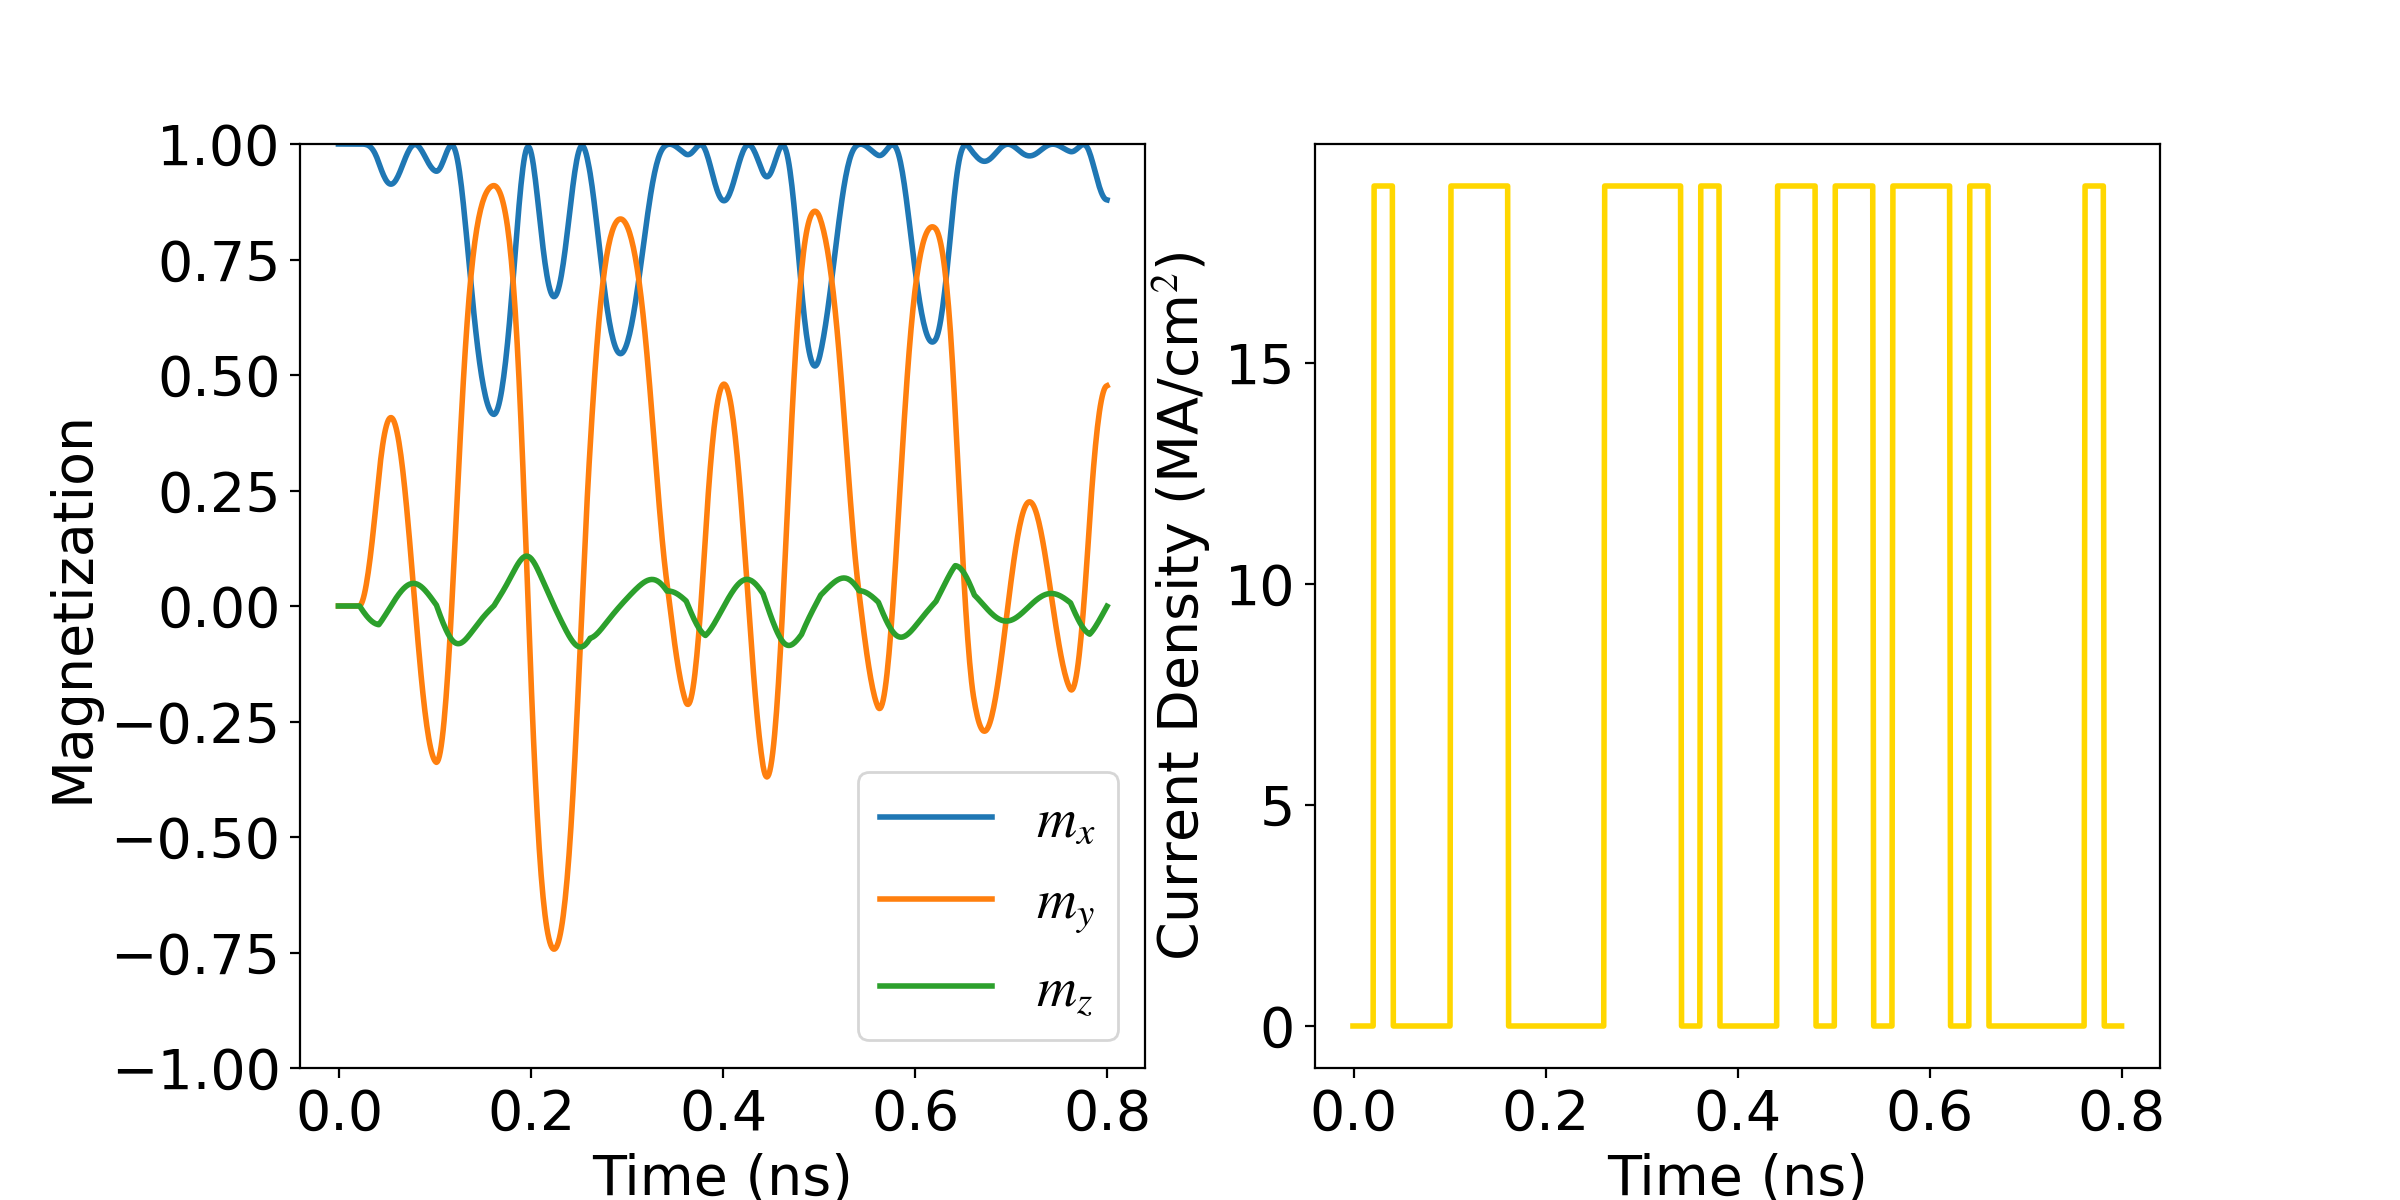 Magnetization
1.00
0.75
0.50
0.25
0.00
−0.25
−0.50
−0.75
−1.00
0.0 0.2 0.4 0.6 0.8
Time (ns)
m_x
m_y
m_z
Current Density (MA/cm²)
15
10
5
0
0.0 0.2 0.4 0.6 0.8
Time (ns)